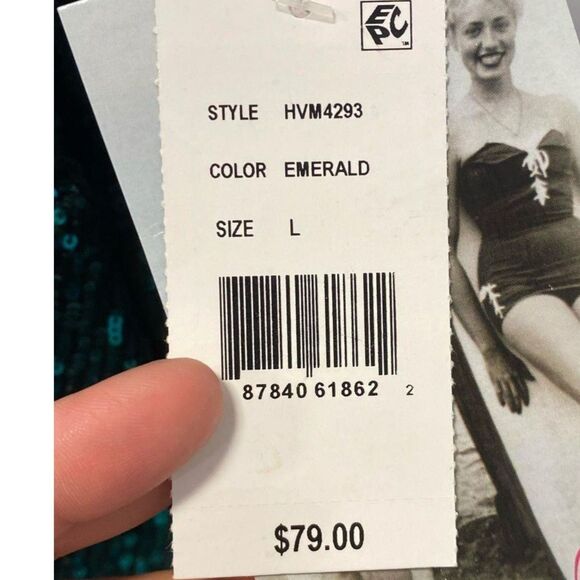 EPC
STYLE HVM4293
COLOR EMERALD
SIZE L
87840 61862 2
$79.00